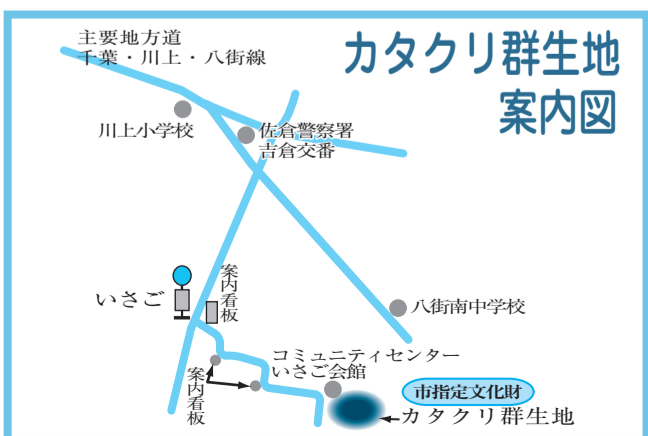 カタクリ群生地
案内図
主要地方道
千葉・川上・八街線
川上小学校
佐倉警察署
吉倉交番
いさご
案内看板
八街南中学校
コミュニティセンター
いさご会館
案内看板
市指定文化財
カタクリ群生地